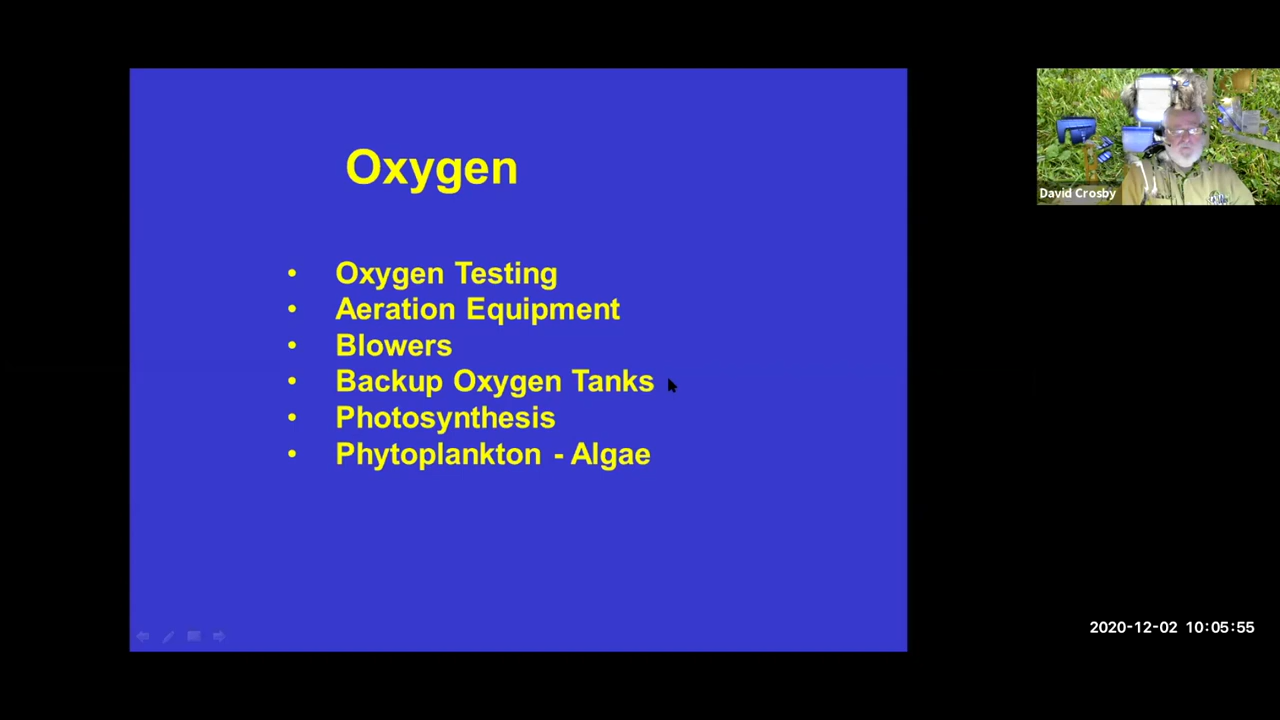 Oxygen
• Oxygen Testing
• Aeration Equipment
• Blowers
• Backup Oxygen Tanks
• Photosynthesis
• Phytoplankton - Algae
David Crosby
2020-12-02 10:05:55